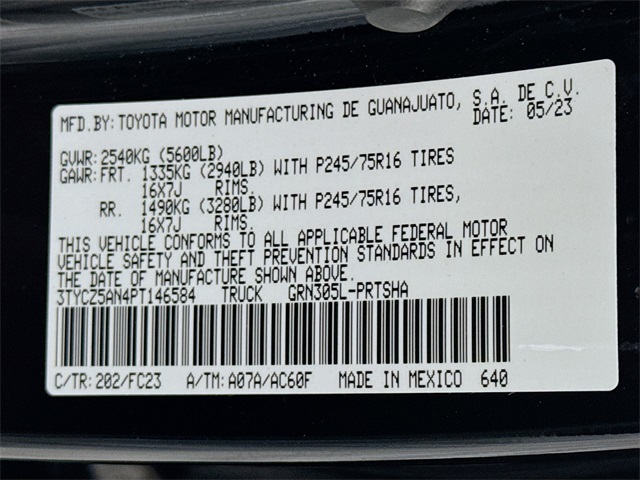 MFD.BY: TOYOTA MOTOR MANUFACTURING DE GUANAJUATO, S.A. DE C.V.
DATE: 05/23
GVWR: 2540KG (5600LB)
GAWR: FRT. 1335KG (2940LB) WITH P245/75R16 TIRES
16X7J RIMS.
RR. 1490KG (3280LB) WITH P245/75R16 TIRES,
16X7J RIMS.
THIS VEHICLE CONFORMS TO ALL APPLICABLE FEDERAL MOTOR
VEHICLE SAFETY AND THEFT PREVENTION STANDARDS IN EFFECT ON
THE DATE OF MANUFACTURE SHOWN ABOVE.
3TYCZ5AN4PT146584 TRUCK GRN305L-PRTSHA
C/TR: 202/FC23 A/TM: A07A/AC60F MADE IN MEXICO 640